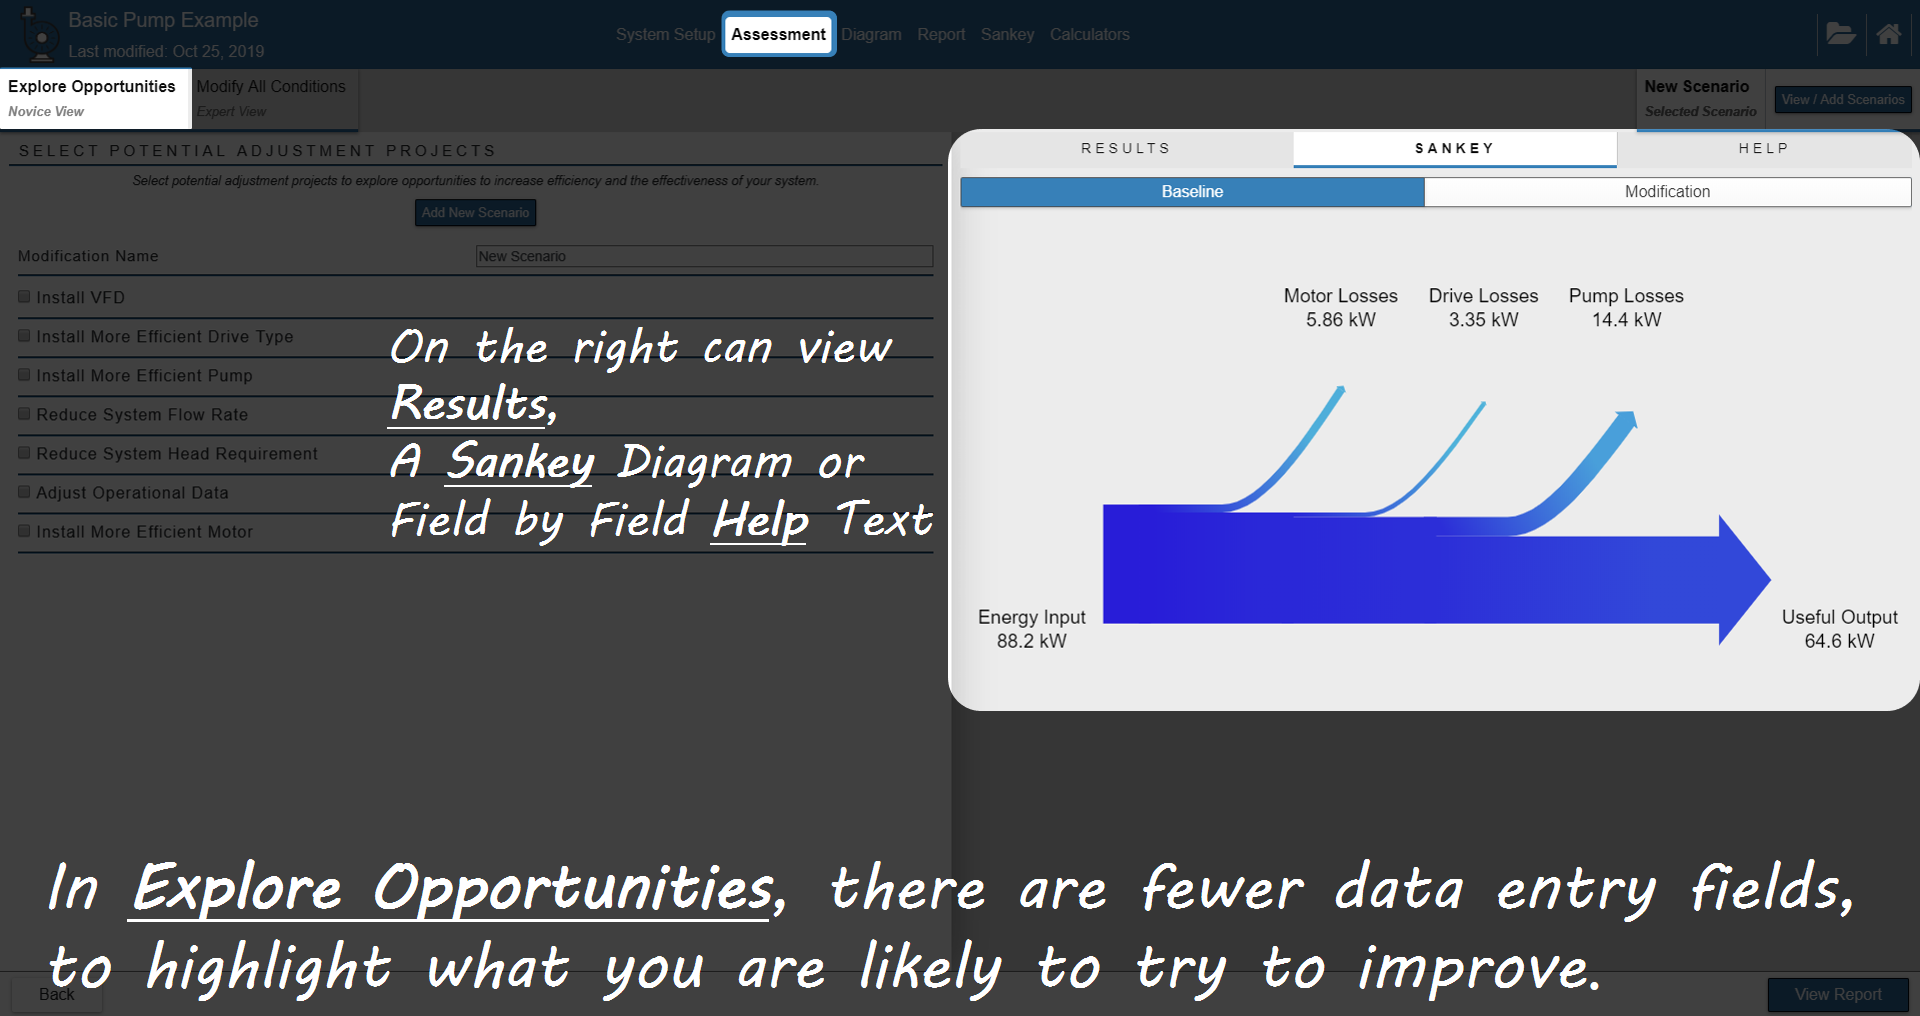 Basic Pump Example
Last modified: Oct 25, 2019
System Setup
Assessment
Diagram
Report
Sankey
Calculators
Explore Opportunities
Novice View
Modify All Conditions
Expert View
New Scenario
Selected Scenario
View / Add Scenarios
SELECT POTENTIAL ADJUSTMENT PROJECTS
Select potential adjustment projects to explore opportunities to increase efficiency and the effectiveness of your system.
Add New Scenario
Modification Name
New Scenario
Install VFD
Install More Efficient Drive Type
Install More Efficient Pump
Reduce System Flow Rate
Reduce System Head Requirement
Adjust Operational Data
Install More Efficient Motor
On the right can view
Results,
A Sankey Diagram or
Field by Field Help Text
RESULTS
SANKEY
HELP
Baseline
Modification
Motor Losses
5.86 kW
Drive Losses
3.35 kW
Pump Losses
14.4 kW
Energy Input
88.2 kW
Useful Output
64.6 kW
In Explore Opportunities, there are fewer data entry fields,
to highlight what you are likely to try to improve.
Back
View Report